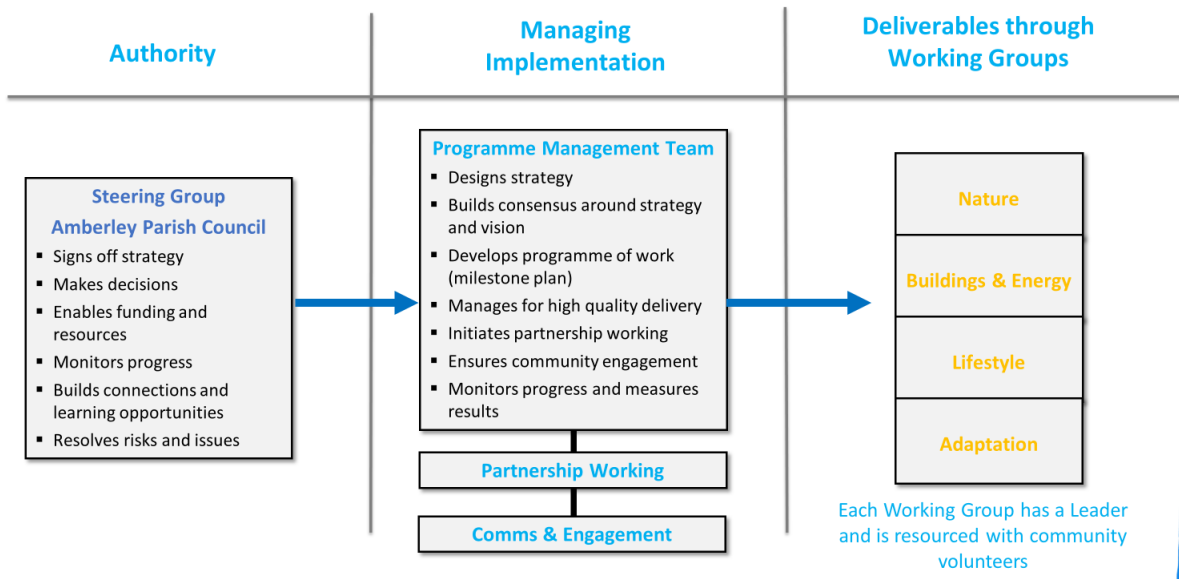 Authority
Managing
Implementation
Deliverables through
Working Groups
Steering Group
Amberley Parish Council
▪ Signs off strategy
▪ Makes decisions
▪ Enables funding and
resources
▪ Monitors progress
▪ Builds connections and
learning opportunities
▪ Resolves risks and issues
Programme Management Team
▪ Designs strategy
▪ Builds consensus around strategy
and vision
▪ Develops programme of work
(milestone plan)
▪ Manages for high quality delivery
▪ Initiates partnership working
▪ Ensures community engagement
▪ Monitors progress and measures
results
Partnership Working
Comms & Engagement
Nature
Buildings & Energy
Lifestyle
Adaptation
Each Working Group has a Leader
and is resourced with community
volunteers